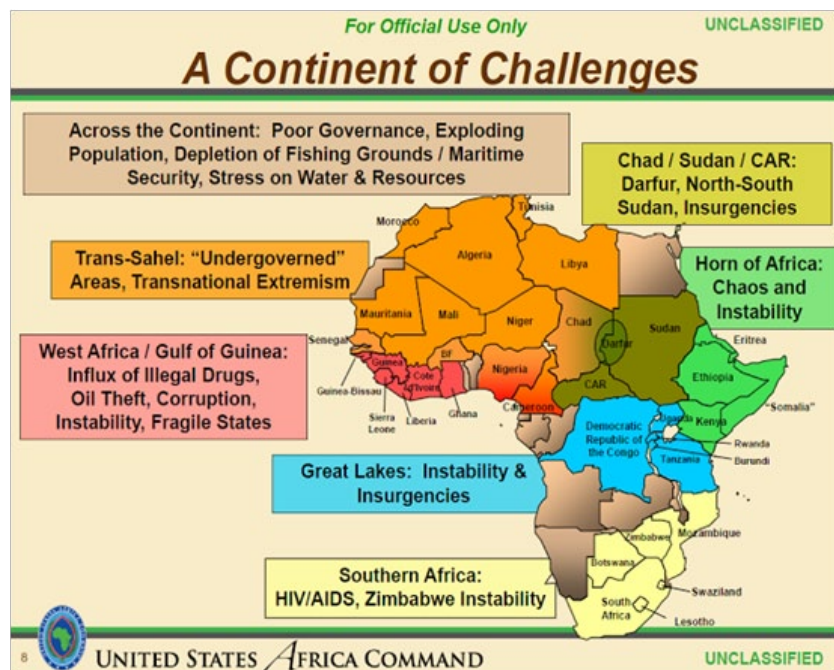 For Official Use Only
UNCLASSIFIED
A Continent of Challenges
Across the Continent: Poor Governance, Exploding
Population, Depletion of Fishing Grounds / Maritime
Security, Stress on Water & Resources
Chad / Sudan / CAR:
Darfur, North-South
Sudan, Insurgencies
Trans-Sahel: “Undergoverned”
Areas, Transnational Extremism
Horn of Africa:
Chaos and
Instability
West Africa / Gulf of Guinea:
Influx of Illegal Drugs,
Oil Theft, Corruption,
Instability, Fragile States
Great Lakes: Instability &
Insurgencies
Southern Africa:
HIV/AIDS, Zimbabwe Instability
Tunisia
Morocco
Algeria
Libya
Mauritania
Mali
Niger
Chad
Sudan
Darfur
Eritrea
Senegal
BF
Nigeria
Ethiopia
Guinea
Cote
d'Ivoire
CAR
“Somalia”
Guinea-Bissau
Sierra
Leone
Liberia
Ghana
Cameroon
Uganda
Kenya
Democratic
Republic of
the Congo
Rwanda
Burundi
Tanzania
Mozambique
Zimbabwe
Botswana
Swaziland
South
Africa
Lesotho
8
UNITED STATES AFRICA COMMAND
UNCLASSIFIED